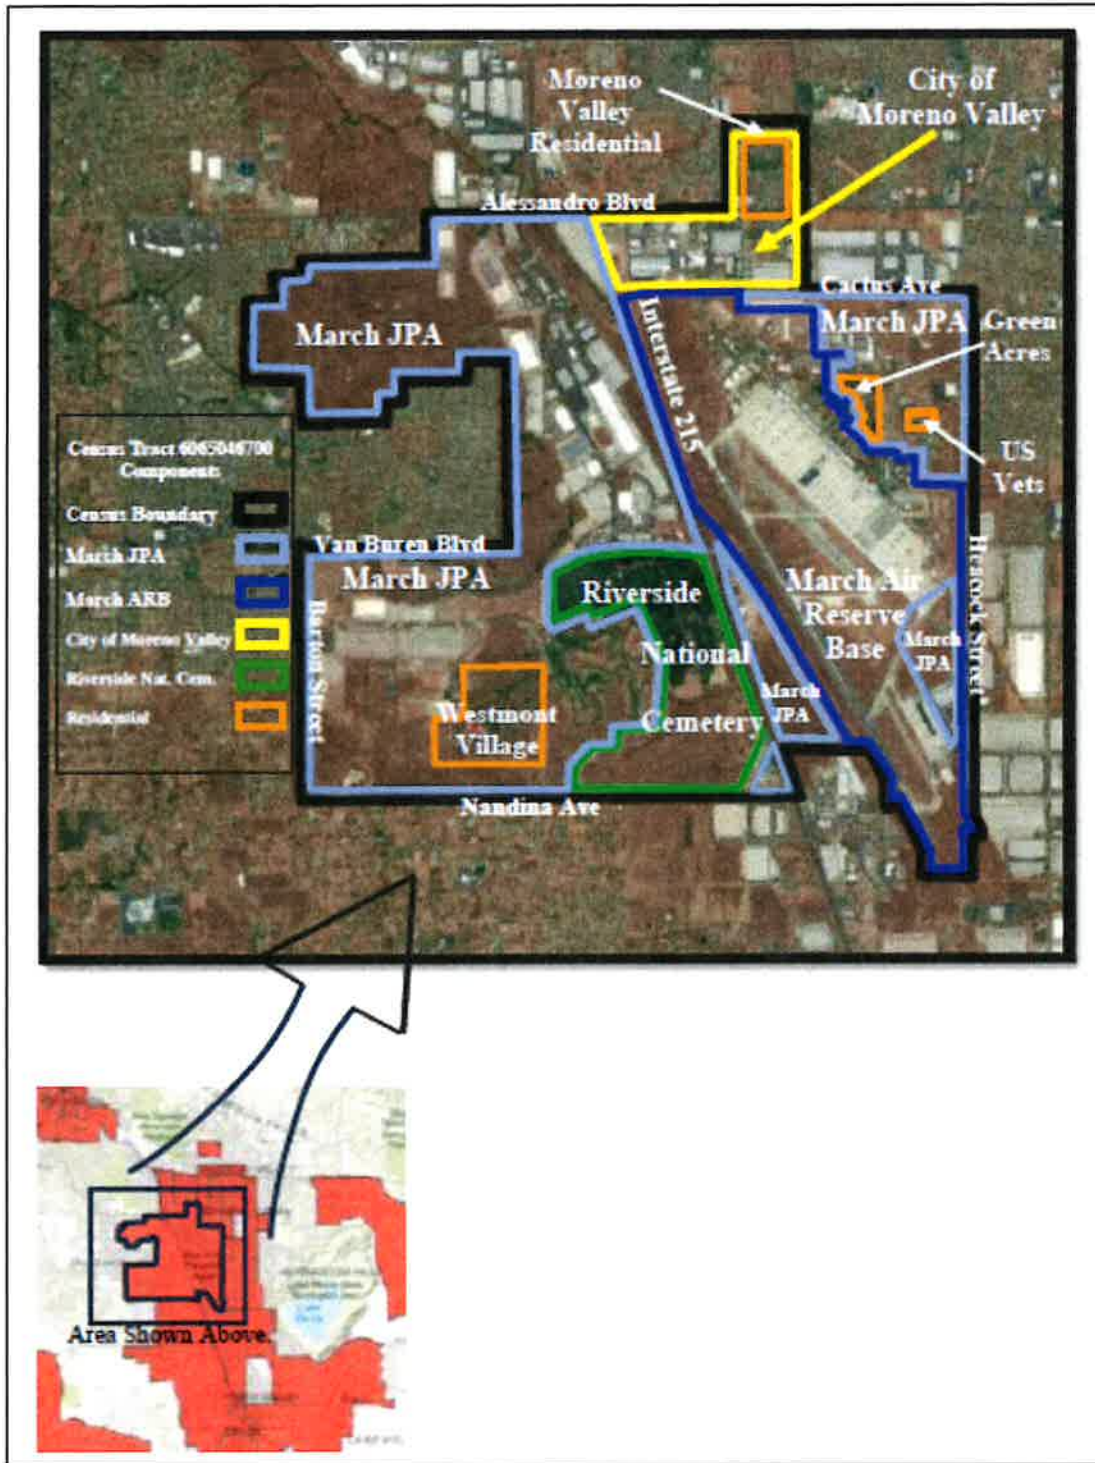 Moreno
Valley
Residential
City of
Moreno Valley
Alessandro Blvd
Cactus Ave
March JPA
March JPA
Green
Acres
Interstate 215
US
Vets
Census Tract 6065046700
Components
Census Boundary
March JPA
March ARB
City of Moreno Valley
Riverside Nat. Cem.
Residential
Van Buren Blvd
March JPA
Barton Street
Riverside
National
Cemetery
March Air
Reserve
Base
March
JPA
Heacock Street
March
JPA
Westmont
Village
Nandina Ave
Area Shown Above.